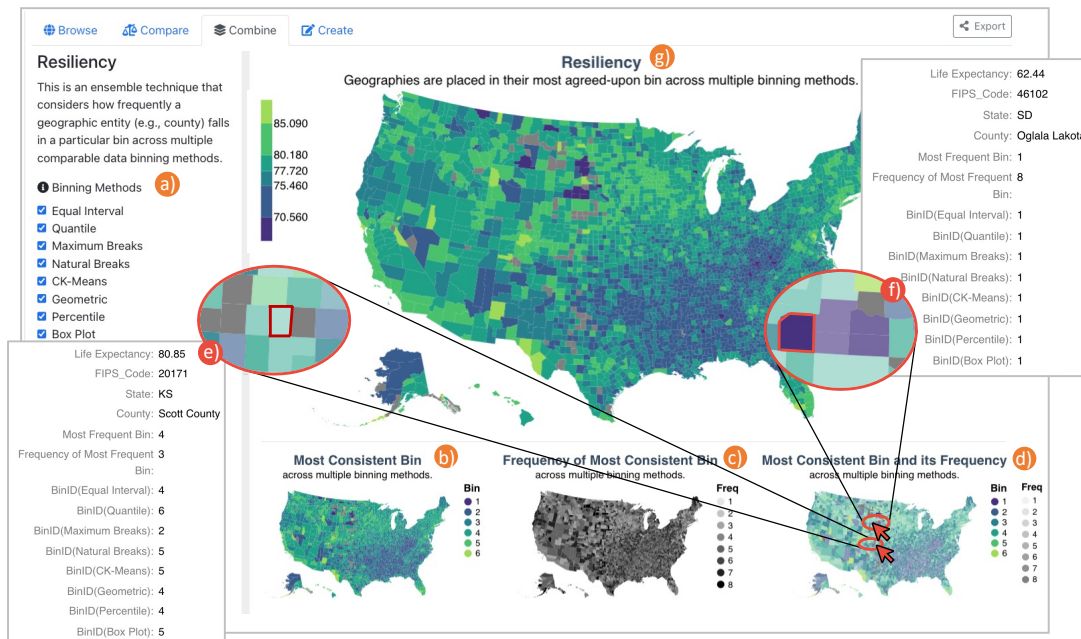 Browse
Compare
Combine
Create
Export
Resiliency
This is an ensemble technique that
considers how frequently a
geographic entity (e.g., county) falls
in a particular bin across multiple
comparable data binning methods.
Binning Methods
a)
Equal Interval
Quantile
Maximum Breaks
Natural Breaks
CK-Means
Geometric
Percentile
Box Plot
Resiliency
g)
Geographies are placed in their most agreed-upon bin across multiple binning methods.
85.090
80.180
77.720
75.460
70.560
Life Expectancy: 62.44
FIPS_Code: 46102
State: SD
County: Oglala Lakota
Most Frequent Bin: 1
Frequency of Most Frequent 8
Bin:
BinID(Equal Interval): 1
BinID(Quantile): 1
BinID(Maximum Breaks): 1
BinID(Natural Breaks): 1
BinID(CK-Means): 1
BinID(Geometric): 1
BinID(Percentile): 1
BinID(Box Plot): 1
f)
e)
Life Expectancy: 80.85
FIPS_Code: 20171
State: KS
County: Scott County
Most Frequent Bin: 4
Frequency of Most Frequent 3
Bin:
BinID(Equal Interval): 4
BinID(Quantile): 6
BinID(Maximum Breaks): 2
BinID(Natural Breaks): 5
BinID(CK-Means): 5
BinID(Geometric): 4
BinID(Percentile): 4
BinID(Box Plot): 5
Most Consistent Bin
b)
across multiple binning methods.
Bin
1
2
3
4
5
6
Frequency of Most Consistent Bin
c)
across multiple binning methods.
Freq
1
2
3
4
5
6
7
8
Most Consistent Bin and its Frequency
d)
across multiple binning methods.
Bin
1
2
3
4
5
6
Freq
1
2
3
4
5
6
7
8